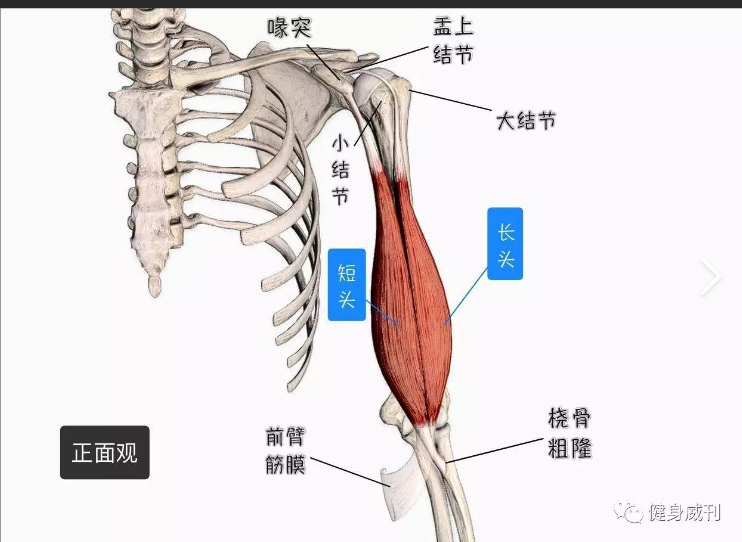 喙突
盂上
结节
大结节
小
结
节
长
头
短
头
正面观
前臂
筋膜
桡骨
粗隆
健身威刊